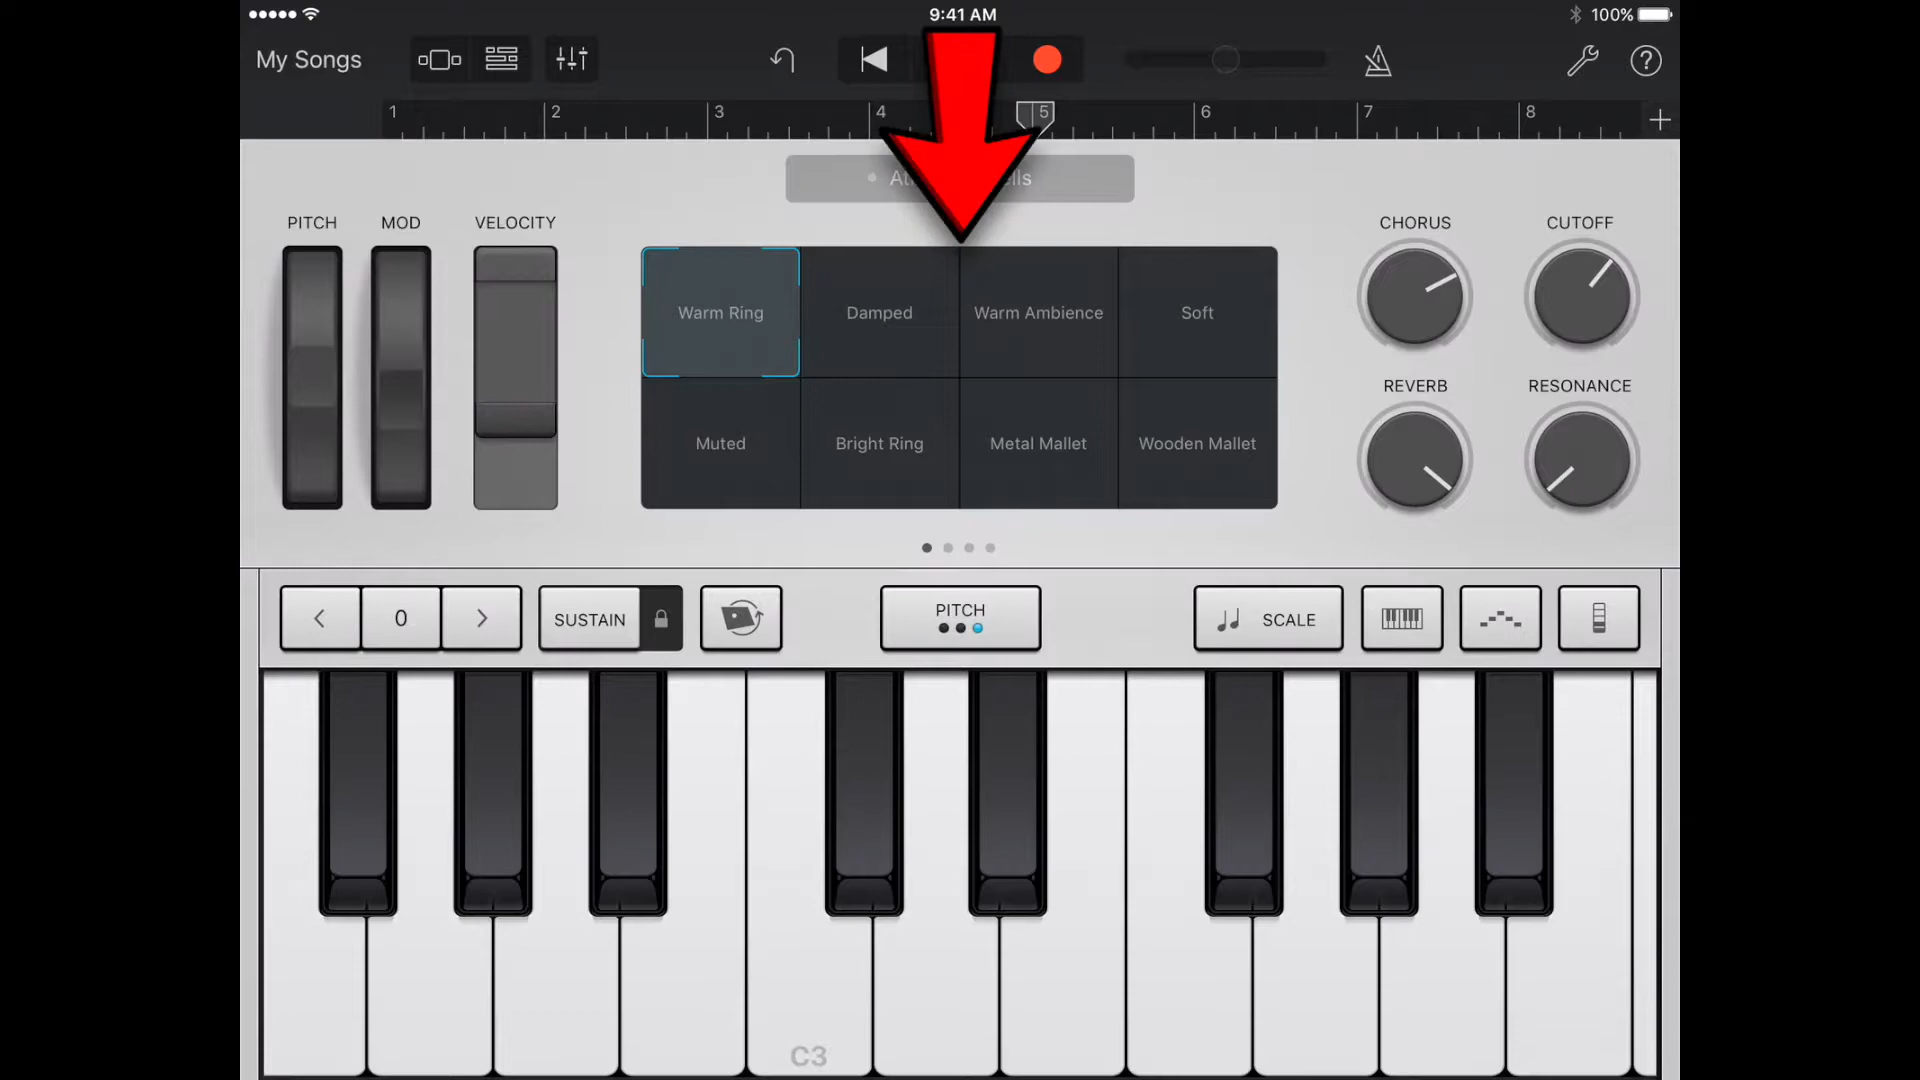 9:41 AM
100%
My Songs
1 2 3 4 5 6 7 8
PITCH MOD VELOCITY
CHORUS CUTOFF
Warm Ring Damped Warm Ambience Soft
REVERB RESONANCE
Muted Bright Ring Metal Mallet Wooden Mallet
0 SUSTAIN PITCH SCALE
C3